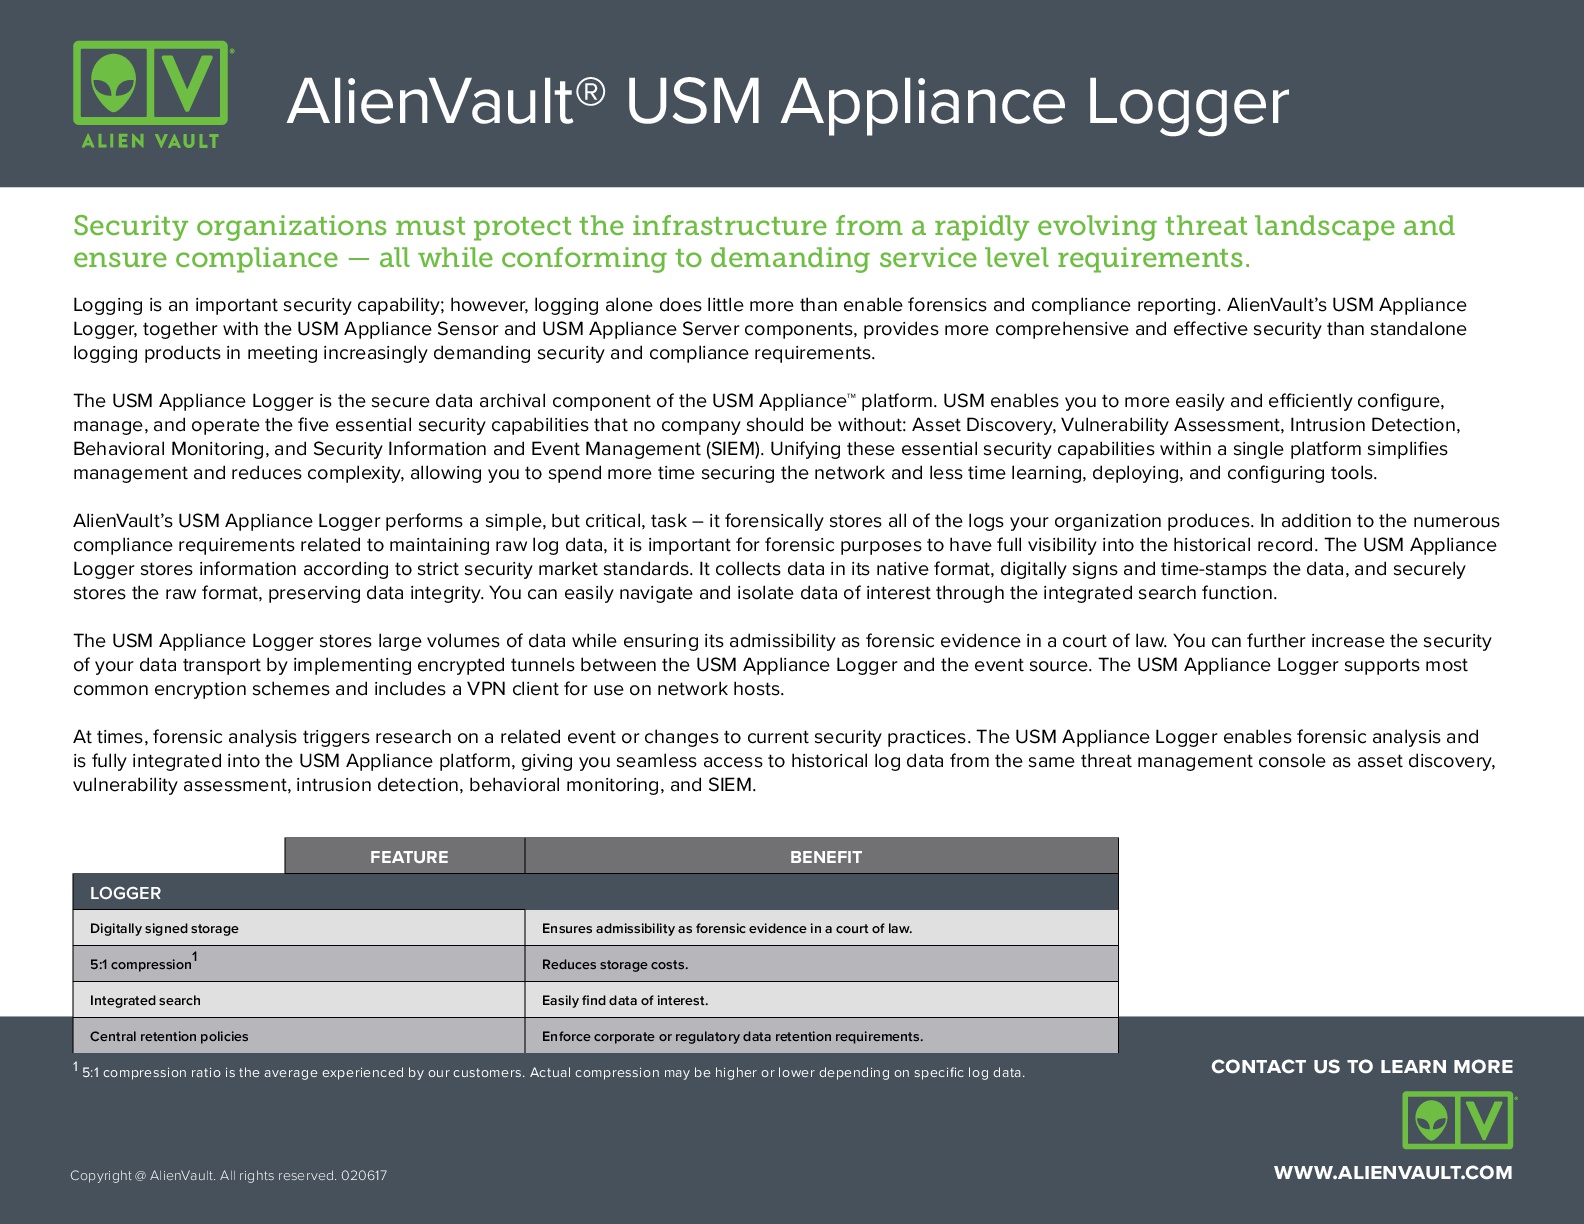 ALIEN VAULT
AlienVault® USM Appliance Logger
Security organizations must protect the infrastructure from a rapidly evolving threat landscape and
ensure compliance — all while conforming to demanding service level requirements.
Logging is an important security capability; however, logging alone does little more than enable forensics and compliance reporting. AlienVault’s USM Appliance
Logger, together with the USM Appliance Sensor and USM Appliance Server components, provides more comprehensive and effective security than standalone
logging products in meeting increasingly demanding security and compliance requirements.
The USM Appliance Logger is the secure data archival component of the USM Appliance™ platform. USM enables you to more easily and efficiently configure,
manage, and operate the five essential security capabilities that no company should be without: Asset Discovery, Vulnerability Assessment, Intrusion Detection,
Behavioral Monitoring, and Security Information and Event Management (SIEM). Unifying these essential security capabilities within a single platform simplifies
management and reduces complexity, allowing you to spend more time securing the network and less time learning, deploying, and configuring tools.
AlienVault’s USM Appliance Logger performs a simple, but critical, task – it forensically stores all of the logs your organization produces. In addition to the numerous
compliance requirements related to maintaining raw log data, it is important for forensic purposes to have full visibility into the historical record. The USM Appliance
Logger stores information according to strict security market standards. It collects data in its native format, digitally signs and time-stamps the data, and securely
stores the raw format, preserving data integrity. You can easily navigate and isolate data of interest through the integrated search function.
The USM Appliance Logger stores large volumes of data while ensuring its admissibility as forensic evidence in a court of law. You can further increase the security
of your data transport by implementing encrypted tunnels between the USM Appliance Logger and the event source. The USM Appliance Logger supports most
common encryption schemes and includes a VPN client for use on network hosts.
At times, forensic analysis triggers research on a related event or changes to current security practices. The USM Appliance Logger enables forensic analysis and
is fully integrated into the USM Appliance platform, giving you seamless access to historical log data from the same threat management console as asset discovery,
vulnerability assessment, intrusion detection, behavioral monitoring, and SIEM.
FEATURE BENEFIT
LOGGER
Digitally signed storage Ensures admissibility as forensic evidence in a court of law.
5:1 compression1 Reduces storage costs.
Integrated search Easily find data of interest.
Central retention policies Enforce corporate or regulatory data retention requirements.
1 5:1 compression ratio is the average experienced by our customers. Actual compression may be higher or lower depending on specific log data.
CONTACT US TO LEARN MORE
WWW.ALIENVAULT.COM
Copyright @ AlienVault. All rights reserved. 020617